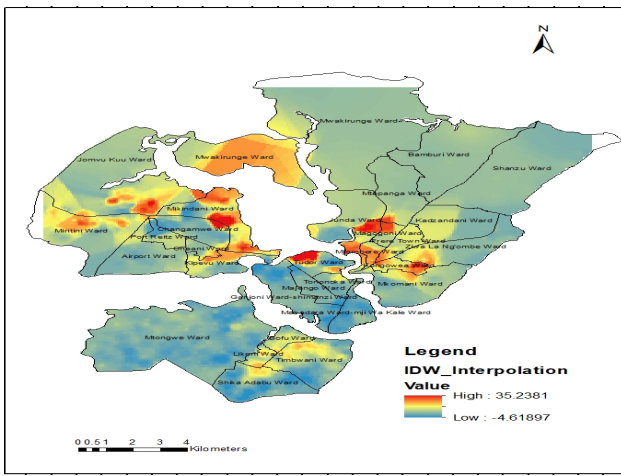 N
Mwakirunge Ward
Jomvu Kuu Ward
Mwakirunge Ward
Bamburi Ward
Shanzu Ward
Mtopanga Ward
Mikindani Ward
Junda Ward
Kadzandani Ward
Miritini Ward
Changamwe Ward
Magogoni Ward
Port Reitz Ward
Frere Town Ward
Ziwa La Ngombe Ward
Chaani Ward
Airport Ward
Kipevu Ward
Tudor Ward
Mkomani Ward
Tononoka Ward
Majengo Ward
Ganjoni Ward-shimanzi Ward
Mtongwe Ward
Bofu Ward
Likoni Ward
Timbwani Ward
Shika Adabu Ward
Legend
IDW_Interpolation
Value
High : 35.2381
Low : -4.61897
0 0.5 1 2 3 4
Kilometers